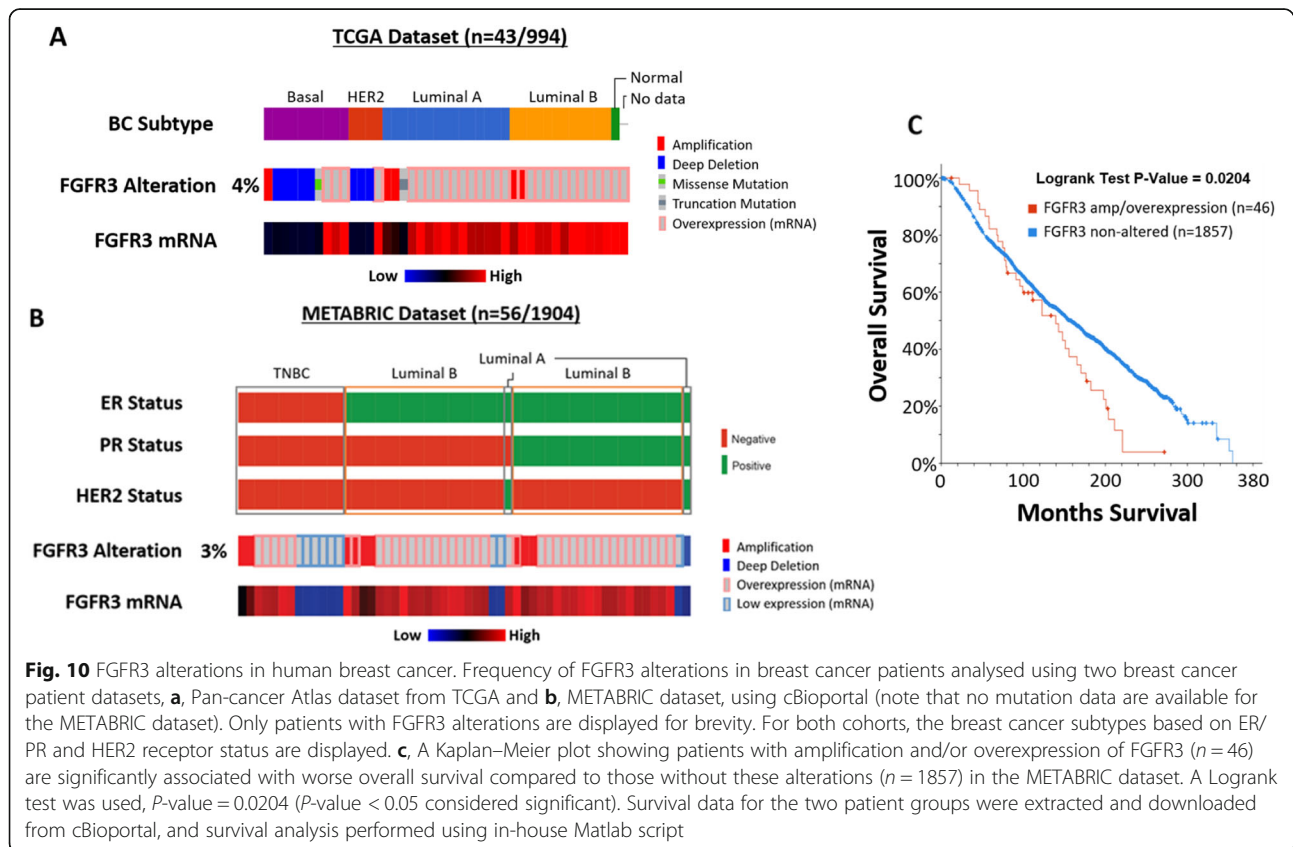 A
TCGA Dataset (n=43/994)
Normal
No data
Basal HER2 Luminal A Luminal B
BC Subtype
FGFR3 Alteration 4%
Amplification
Deep Deletion
Missense Mutation
Truncation Mutation
Overexpression (mRNA)
FGFR3 mRNA
Low High
B
METABRIC Dataset (n=56/1904)
Luminal A
TNBC Luminal B Luminal B
ER Status
PR Status
HER2 Status
Negative
Positive
FGFR3 Alteration 3%
Amplification
Deep Deletion
Overexpression (mRNA)
Low expression (mRNA)
FGFR3 mRNA
Low High
C
Logrank Test P-Value = 0.0204
FGFR3 amp/overexpression (n=46)
FGFR3 non-altered (n=1857)
Overall Survival
100%
80%
60%
40%
20%
0%
0 100 200 300 380
Months Survival
Fig. 10 FGFR3 alterations in human breast cancer. Frequency of FGFR3 alterations in breast cancer patients analysed using two breast cancer
patient datasets, a, Pan-cancer Atlas dataset from TCGA and b, METABRIC dataset, using cBioportal (note that no mutation data are available for
the METABRIC dataset). Only patients with FGFR3 alterations are displayed for brevity. For both cohorts, the breast cancer subtypes based on ER/
PR and HER2 receptor status are displayed. c, A Kaplan–Meier plot showing patients with amplification and/or overexpression of FGFR3 (n = 46)
are significantly associated with worse overall survival compared to those without these alterations (n = 1857) in the METABRIC dataset. A Logrank
test was used, P-value = 0.0204 (P-value < 0.05 considered significant). Survival data for the two patient groups were extracted and downloaded
from cBioportal, and survival analysis performed using in-house Matlab script